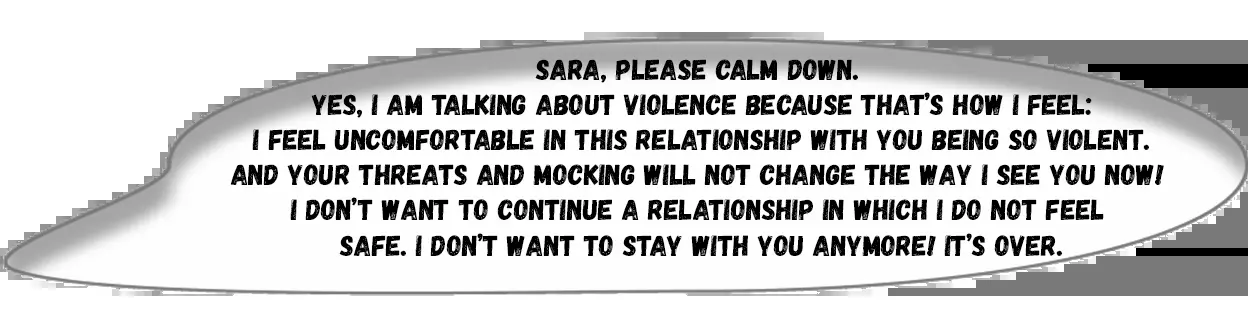 SARA, PLEASE CALM DOWN.
YES, I AM TALKING ABOUT VIOLENCE BECAUSE THAT'S HOW I FEEL:
I FEEL UNCOMFORTABLE IN THIS RELATIONSHIP WITH YOU BEING SO VIOLENT.
AND YOUR THREATS AND MOCKING WILL NOT CHANGE THE WAY I SEE YOU NOW!
I DON'T WANT TO CONTINUE A RELATIONSHIP IN WHICH I DO NOT FEEL
SAFE. I DON'T WANT TO STAY WITH YOU ANYMORE! IT'S OVER.